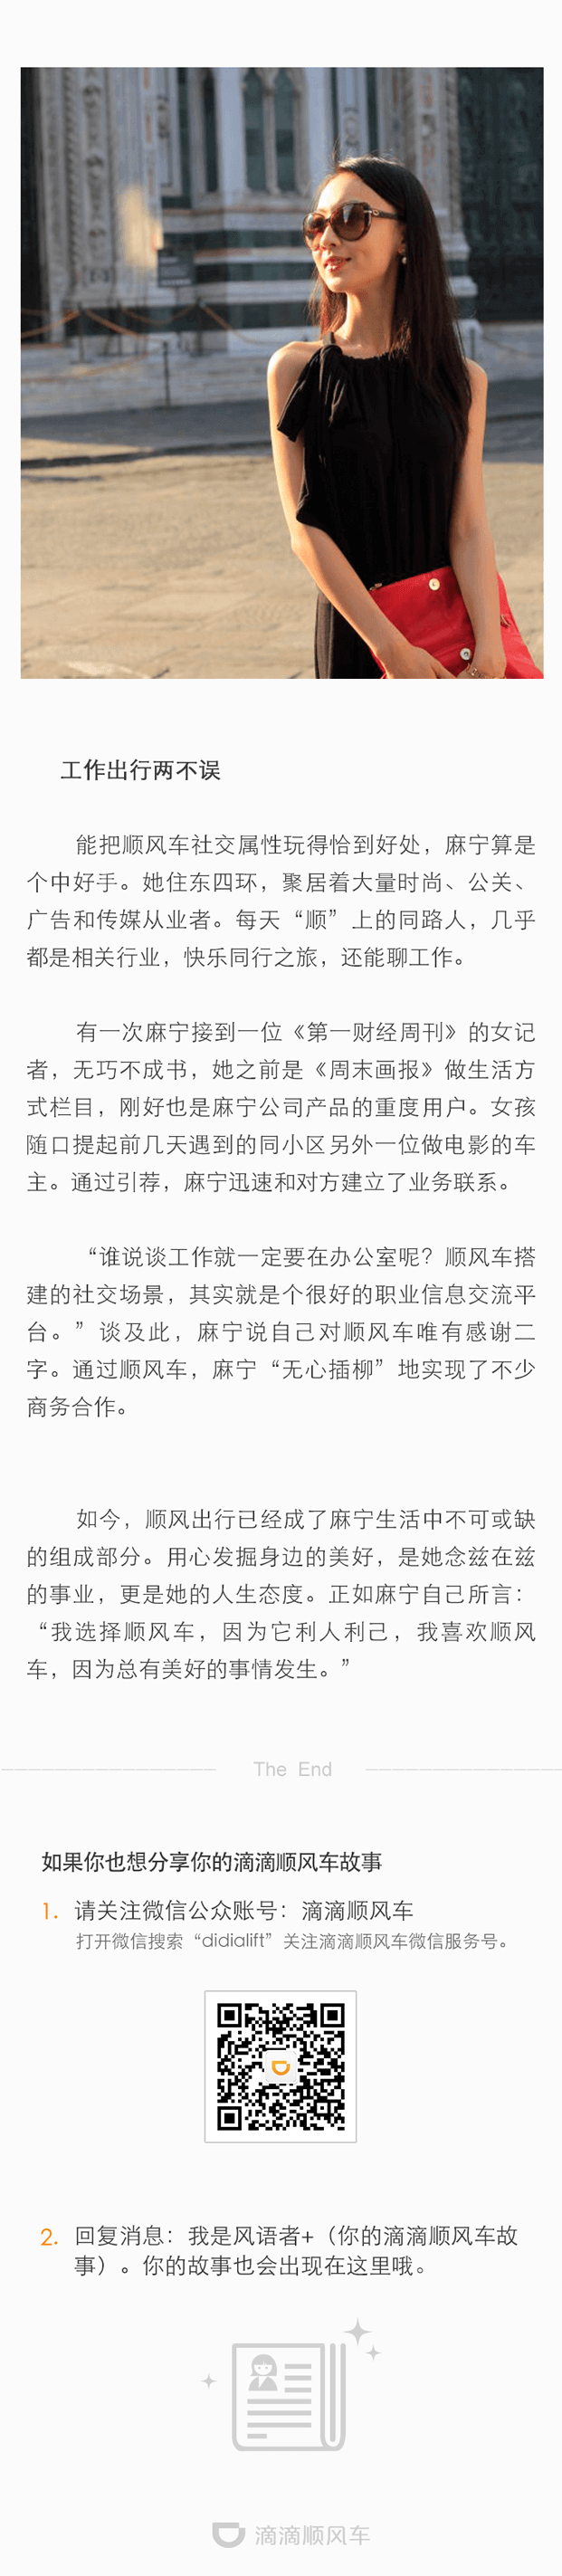 工作出行两不误
能把顺风车社交属性玩得恰到好处，麻宁算是
个中好手。她住东四环，聚居着大量时尚、公关、
广告和传媒从业者。每天“顺”上的同路人，几乎
都是相关行业，快乐同行之旅，还能聊工作。
有一次麻宁接到一位《第一财经周刊》的女记
者，无巧不成书，她之前是《周末画报》做生活方
式栏目，刚好也是麻宁公司产品的重度用户。女孩
随口提起前几天遇到的同小区另外一位做电影的车
主。通过引荐，麻宁迅速和对方建立了业务联系。
“谁说谈工作就一定要在办公室呢？顺风车搭
建的社交场景，其实就是个很好的职业信息交流平
台。”谈及此，麻宁说自己对顺风车唯有感谢二
字。通过顺风车，麻宁“无心插柳”地实现了不少
商务合作。
如今，顺风出行已经成了麻宁生活中不可或缺
的组成部分。用心发掘身边的美好，是她念兹在兹
的事业，更是她的人生态度。正如麻宁自己所言：
“我选择顺风车，因为它利人利己，我喜欢顺风
车，因为总有美好的事情发生。”
The End
如果你也想分享你的滴滴顺风车故事
1. 请关注微信公众账号：滴滴顺风车
打开微信搜索“didialift”关注滴滴顺风车微信服务号。
2. 回复消息：我是风语者+（你的滴滴顺风车故
事）。你的故事也会出现在这里哦。
滴滴顺风车